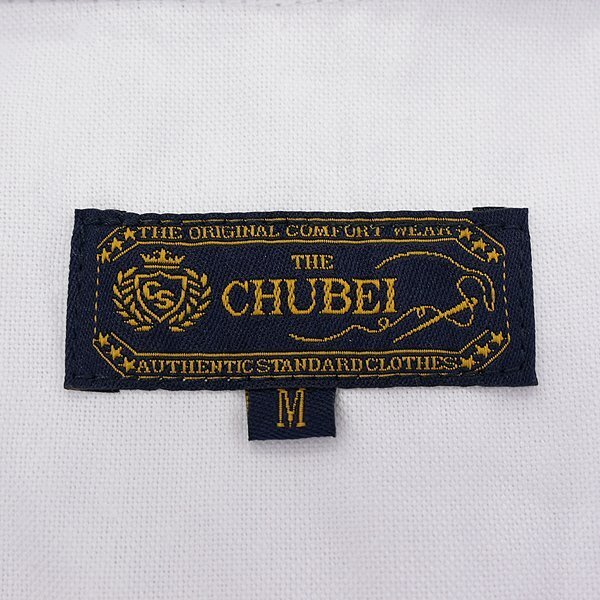 THE ORIGINAL COMFORT WEAR
THE
CHUBEI
CS
AUTHENTIC STANDARD CLOTHES
M